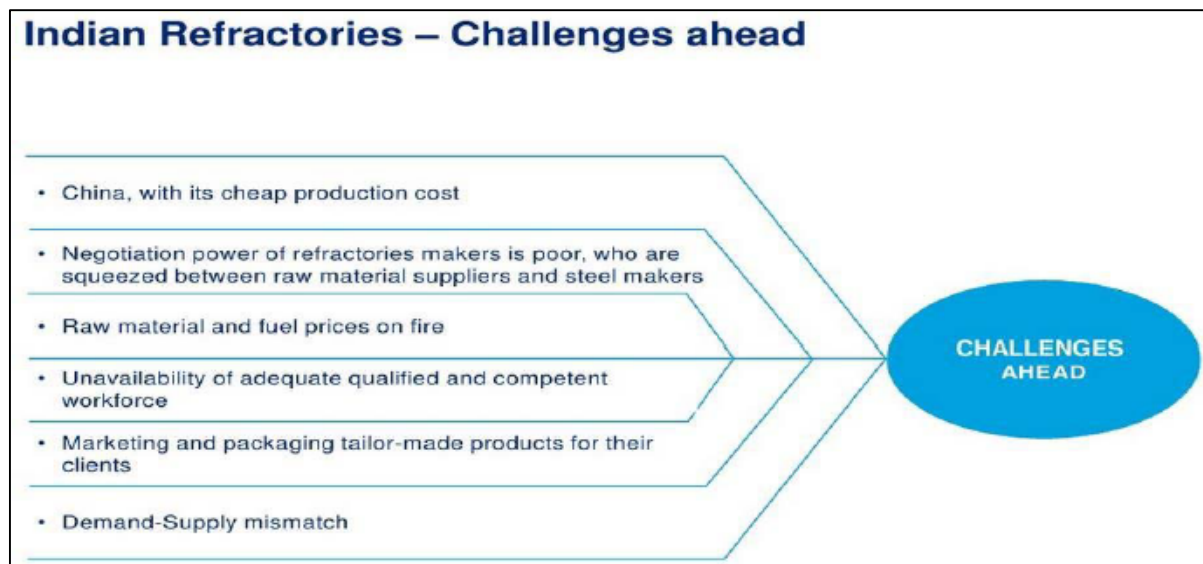 Indian Refractories – Challenges ahead
• China, with its cheap production cost
• Negotiation power of refractories makers is poor, who are
squeezed between raw material suppliers and steel makers
• Raw material and fuel prices on fire
• Unavailability of adequate qualified and competent
workforce
• Marketing and packaging tailor-made products for their
clients
• Demand-Supply mismatch
CHALLENGES
AHEAD